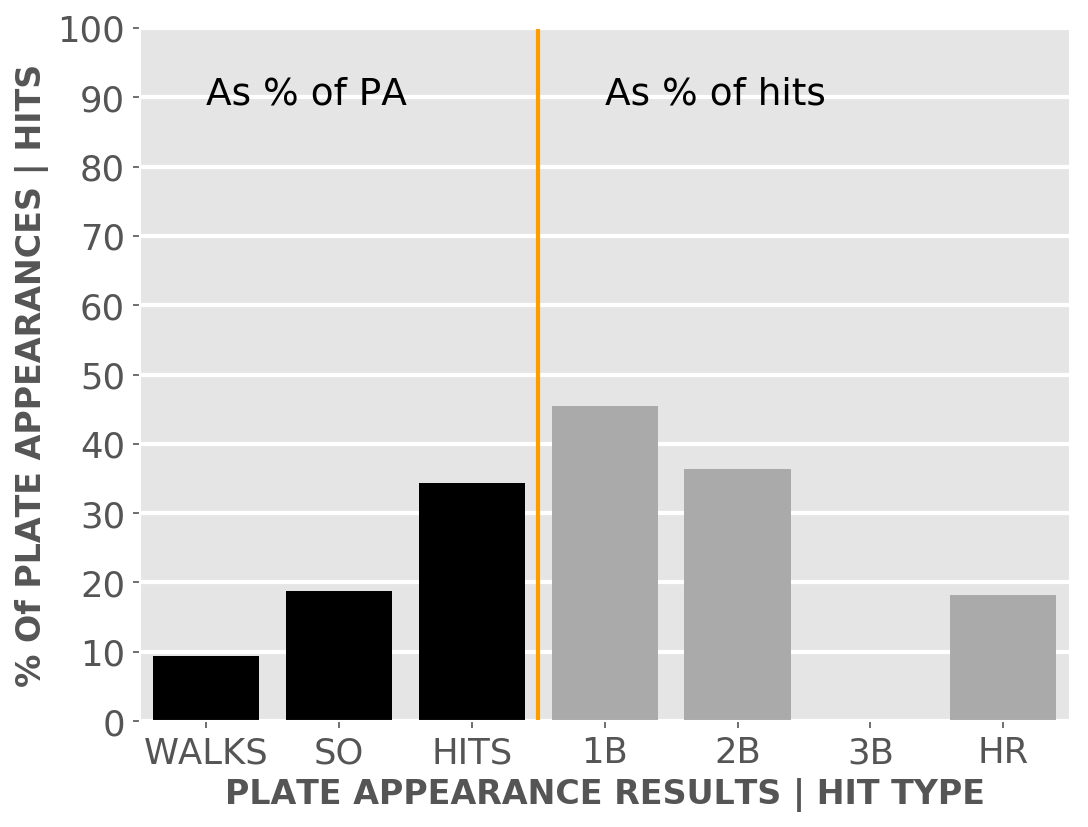 % Of PLATE APPEARANCES | HITS
100
90
80
70
60
50
40
30
20
10
0
As % of PA
As % of hits
WALKS
SO
HITS
1B
2B
3B
HR
PLATE APPEARANCE RESULTS | HIT TYPE